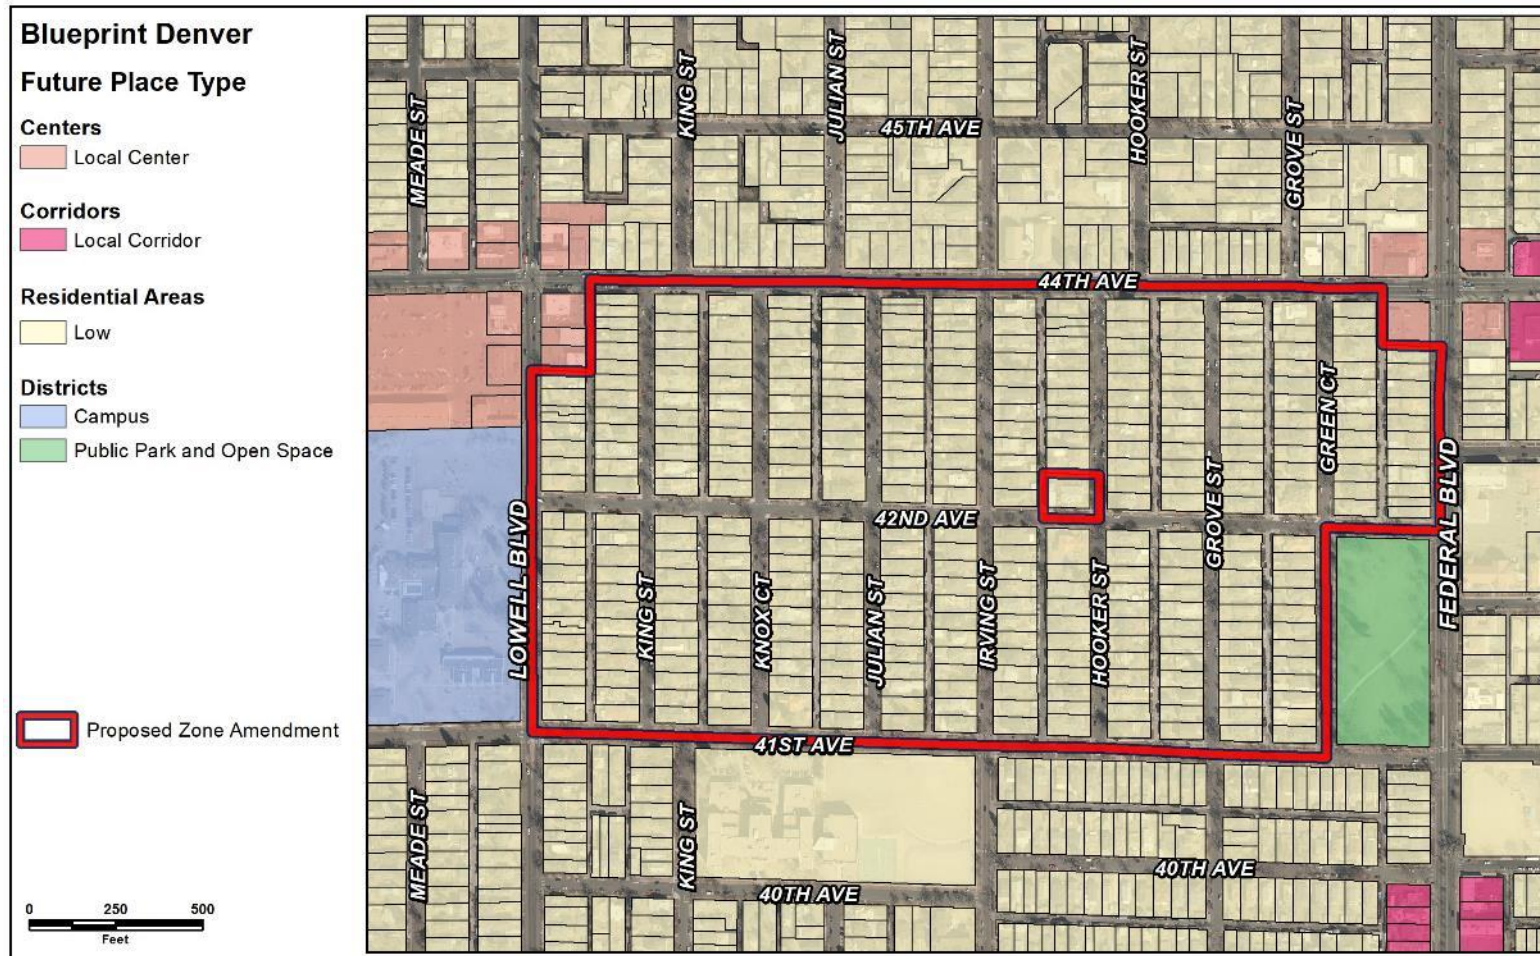 Blueprint Denver
Future Place Type
Centers
Local Center
Corridors
Local Corridor
Residential Areas
Low
Districts
Campus
Public Park and Open Space
Proposed Zone Amendment
0 250 500
Feet
MEADE ST
KING ST
JULIAN ST
45TH AVE
HOOKER ST
GROVE ST
44TH AVE
GREEN CT
LOWELL BLVD
42ND AVE
GROVE ST
FEDERAL BLVD
KING ST
KNOX CT
JULIAN ST
IRVING ST
HOOKER ST
41ST AVE
MEADE ST
KING ST
40TH AVE
40TH AVE